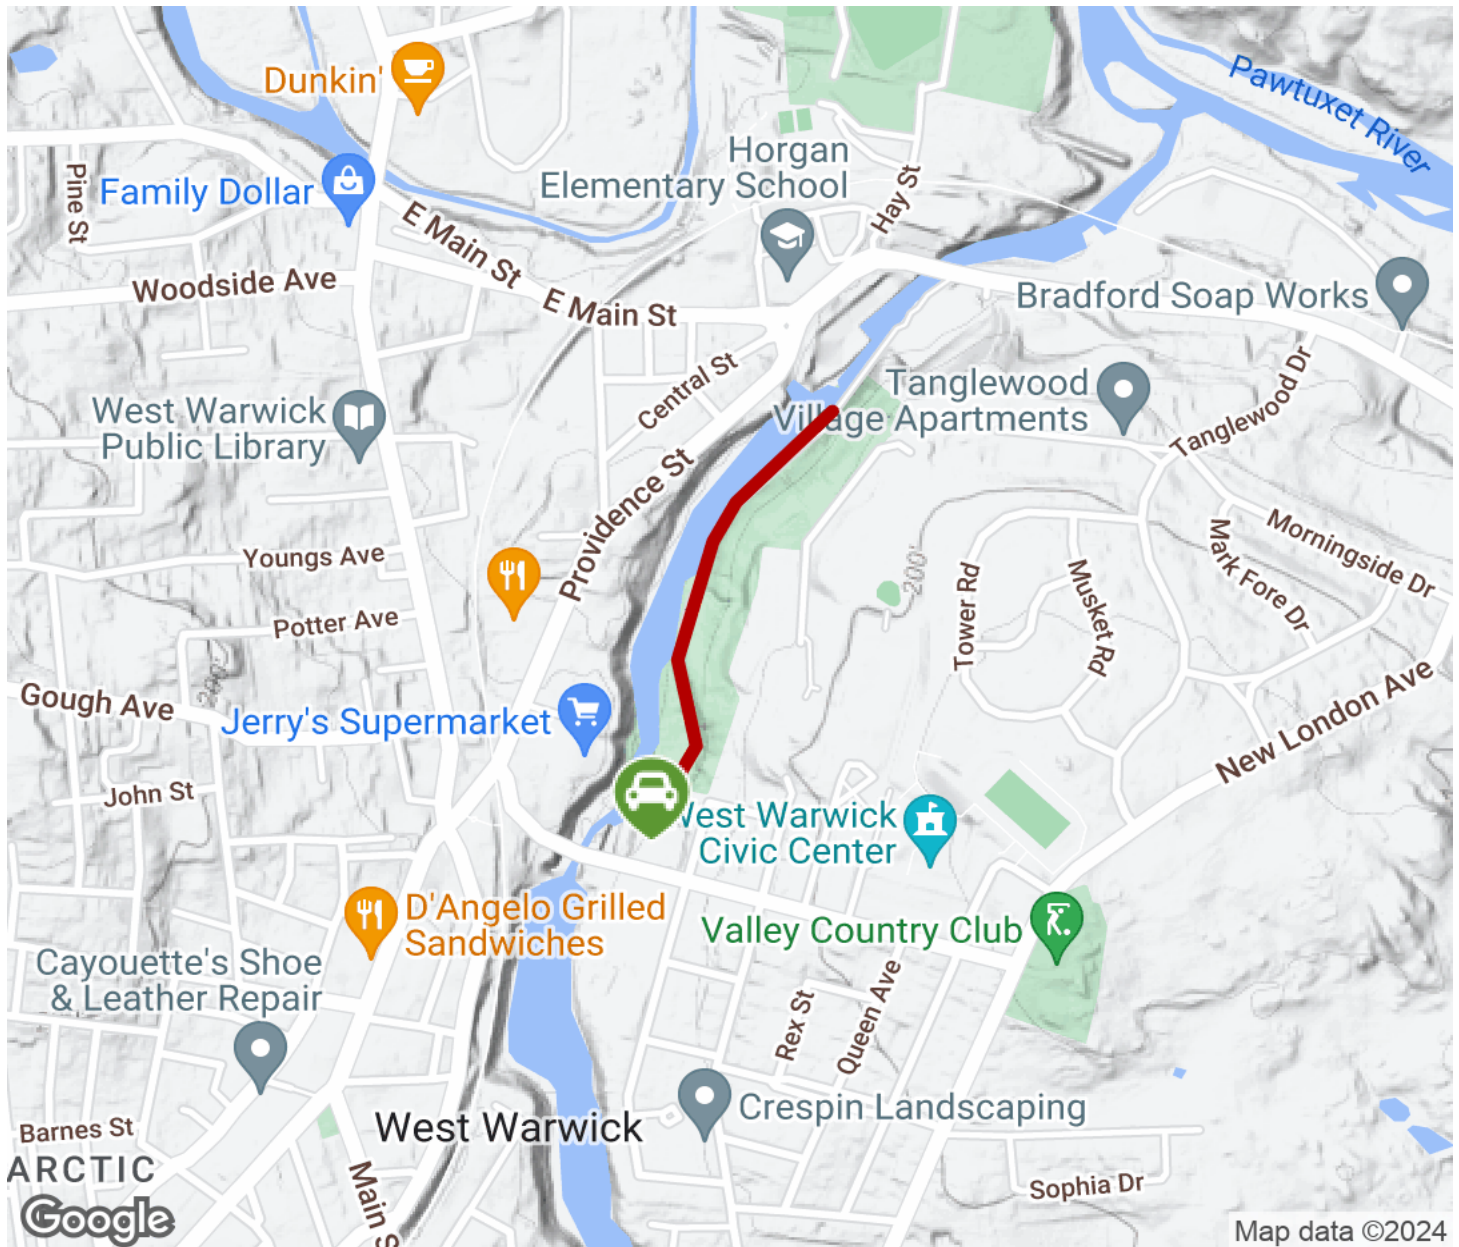 Dunkin'
Pawtuxet River
Horgan
Elementary School
Pine St
Family Dollar
Hay St
E Main St
Woodside Ave
E Main St
Bradford Soap Works
Central St
Tanglewood
Village Apartments
Tanglewood Dr
West Warwick
Public Library
Providence St
Youngs Ave
200'
Tower Rd
Musket Rd
Mark Fore Dr
Morningside Dr
Potter Ave
200'
Gough Ave
Jerry's Supermarket
New London Ave
John St
West Warwick
Civic Center
D'Angelo Grilled
Sandwiches
Valley Country Club
Cayouette's Shoe
& Leather Repair
Rex St
Queen Ave
Crespin Landscaping
West Warwick
Barnes St
ARCTIC
Main S
Sophia Dr
Google
Map data ©2024